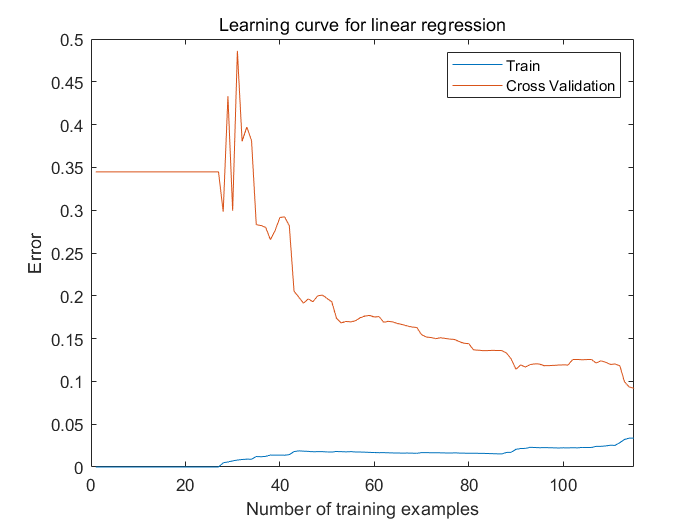 Learning curve for linear regression
0.5
0.45
0.4
0.35
0.3
0.25
0.2
0.15
0.1
0.05
0
Error
Train
Cross Validation
0 20 40 60 80 100
Number of training examples